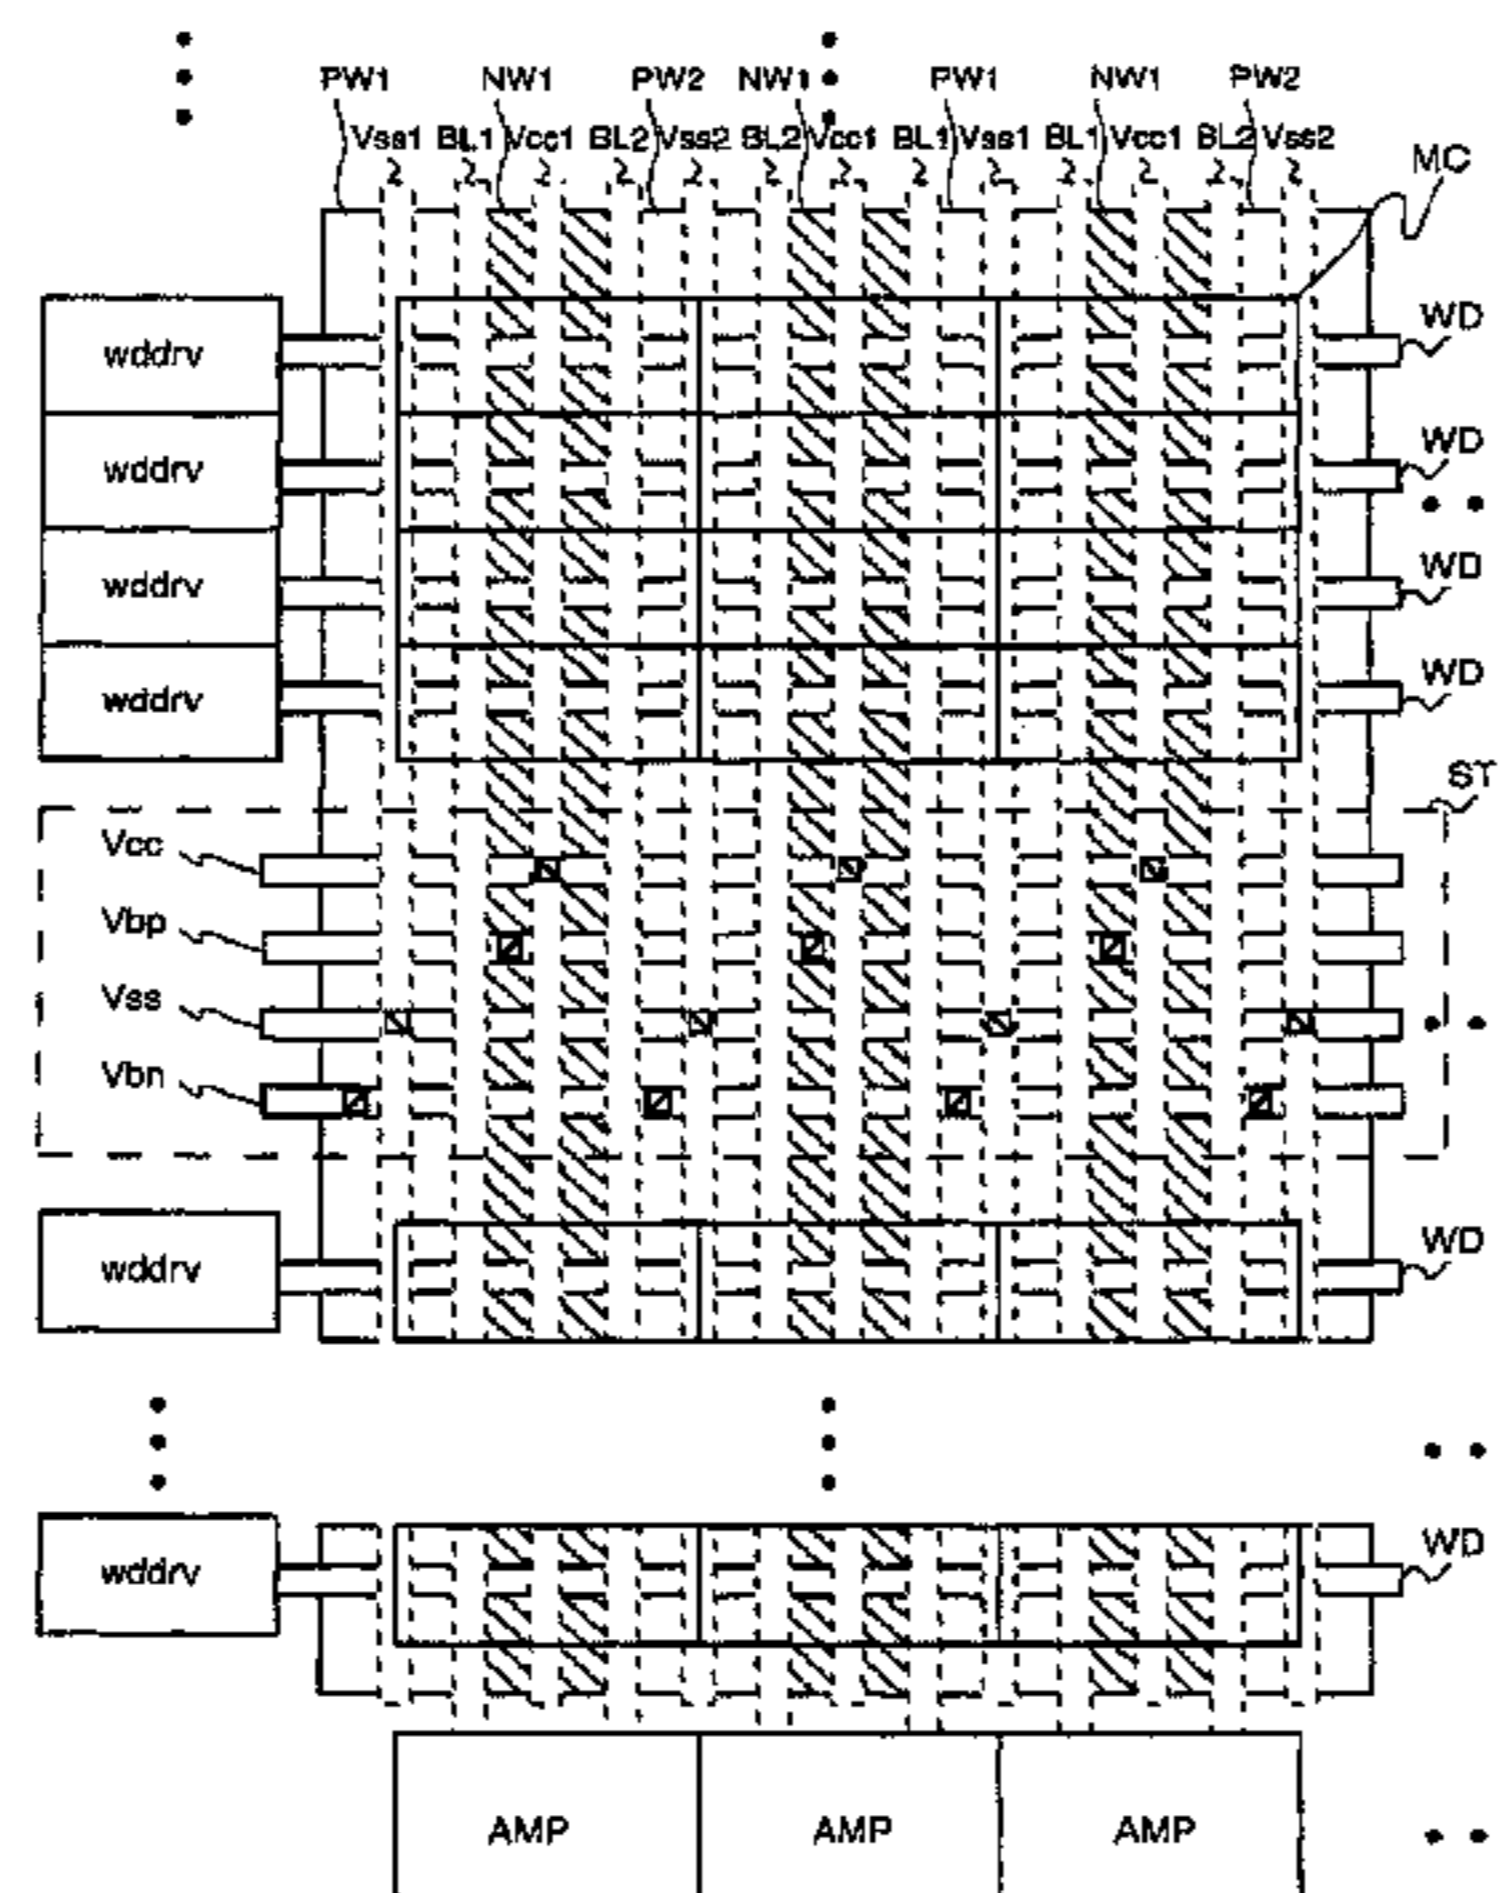 PW1 NW1 PW2 NW1 PW1 NW1 PW2
Vss1 BL1 Vcc1 BL2 Vss2 BL2 Vcc1 BL1 Vss1 BL1 Vcc1 BL2 Vss2
MC
wddrv WD
wddrv WD
wddrv WD
wddrv WD
ST
Vcc
Vbp
Vss
Vbn
wddrv WD
wddrv WD
AMP AMP AMP